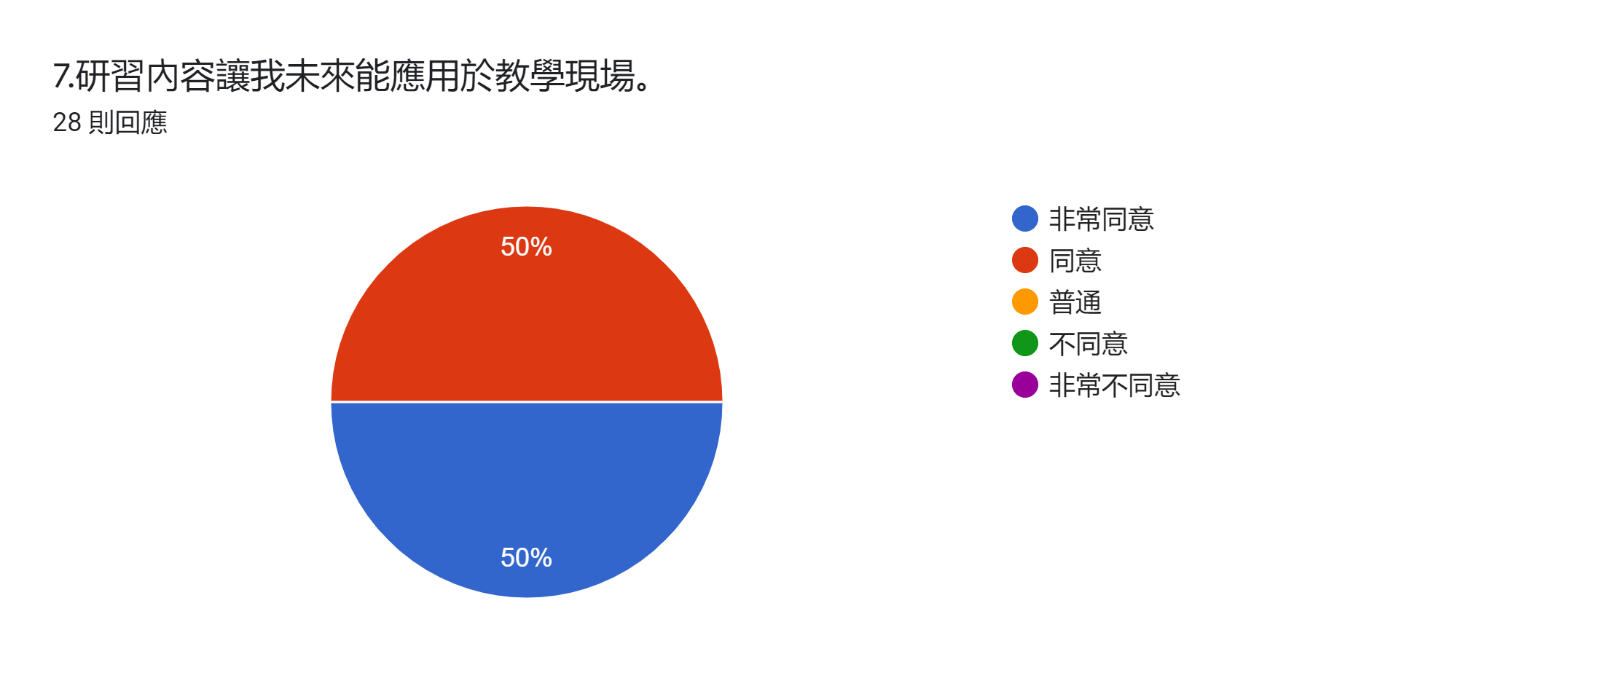 7.研習內容讓我未來能應用於教學現場。
28 則回應
50%
50%
非常同意
同意
普通
不同意
非常不同意